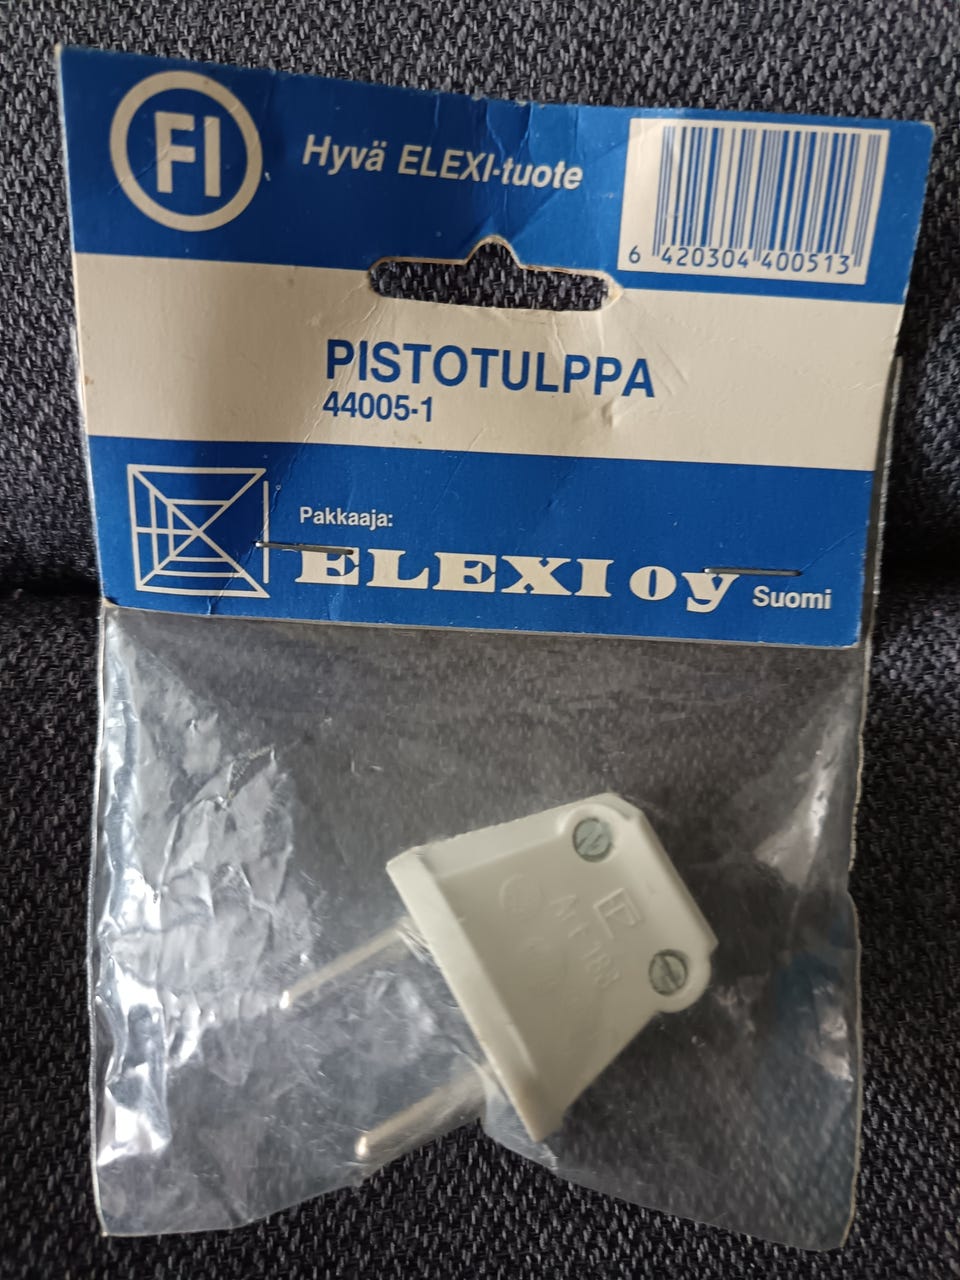 FI
Hyvä ELEXI-tuote
6 420304 400513
PISTOTULPPA
44005-1
Pakkaaja:
ELEXI oy Suomi